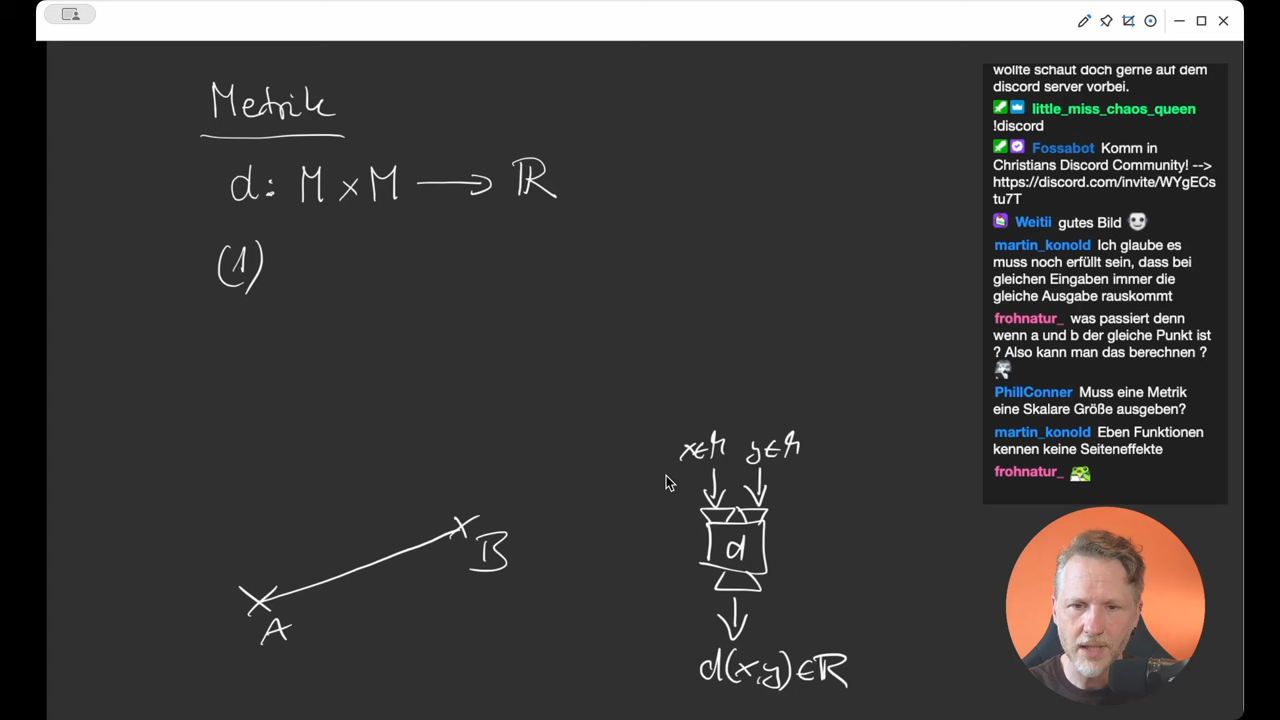 Metrik
d: M × M ⟶ ℝ
(1)
x∈M y∈M
d
d(x,y)∈ℝ
B
A
wollte schaut doch gerne auf dem
discord server vorbei.
little_miss_chaos_queen
!discord
Fossabot Komm in
Christians Discord Community! -->
https://discord.com/invite/WYgECs
tu7T
Weitii gutes Bild
martin_konold Ich glaube es
muss noch erfüllt sein, dass bei
gleichen Eingaben immer die
gleiche Ausgabe rauskommt
frohnatur_ was passiert denn
wenn a und b der gleiche Punkt ist
? Also kann man das berechnen ?
PhillConner Muss eine Metrik
eine Skalare Größe ausgeben?
martin_konold Eben Funktionen
kennen keine Seiteneffekte
frohnatur_